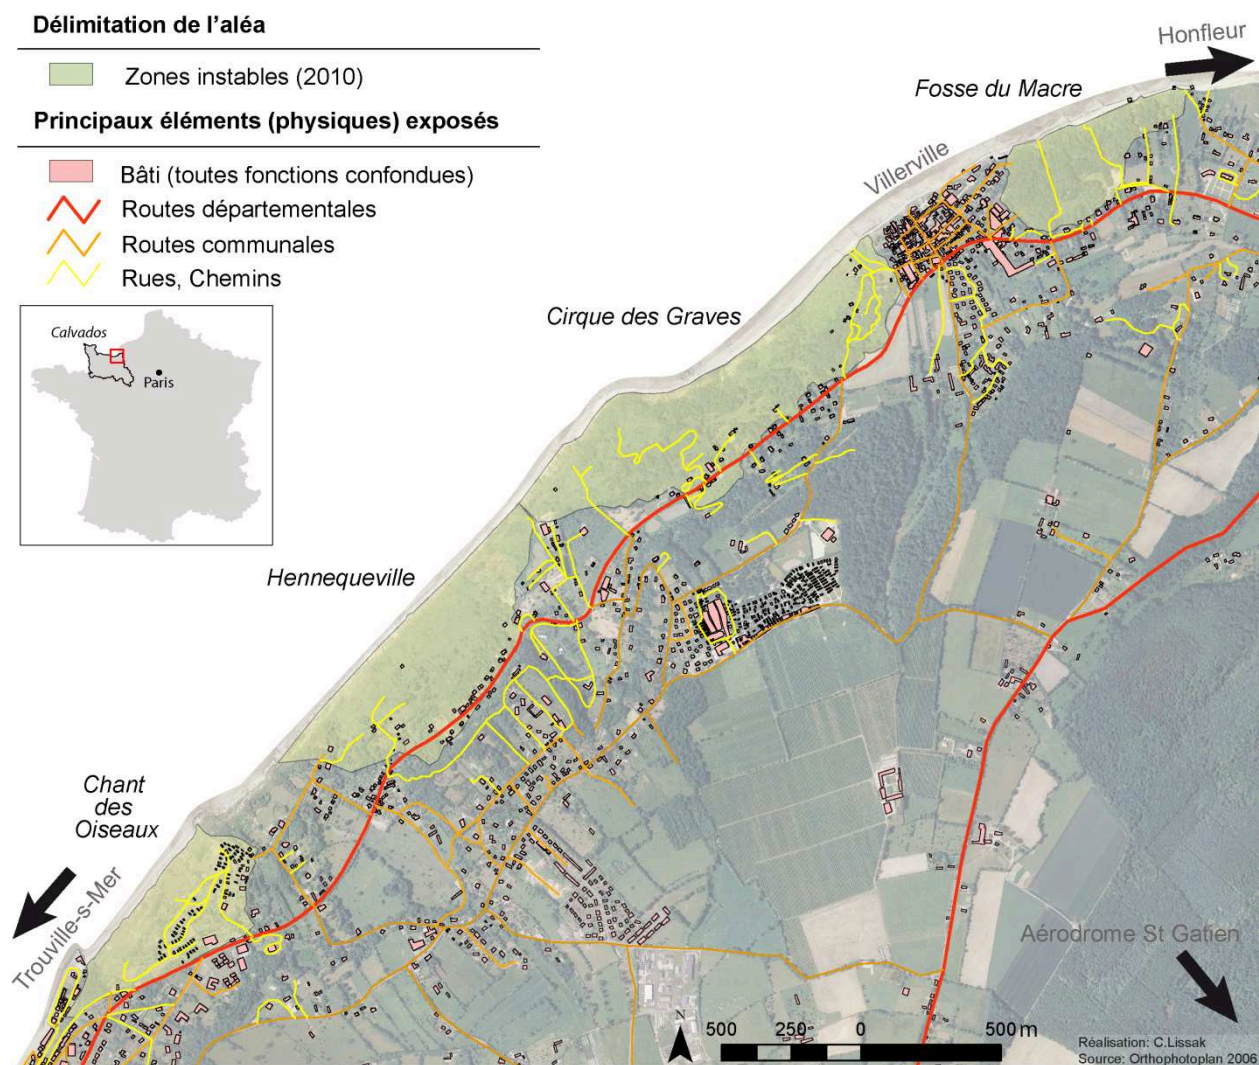 Délimitation de l'aléa
Zones instables (2010)
Principaux éléments (physiques) exposés
Bâti (toutes fonctions confondues)
Routes départementales
Routes communales
Rues, Chemins
Calvados
Paris
Honfleur
Fosse du Macre
Villerville
Cirque des Graves
Hennequeville
Chant
des
Oiseaux
Trouville-s-Mer
Aérodrome St Gatien
N
500 250 0 500 m
Réalisation: C.Lissak
Source: Orthophotoplan 2006